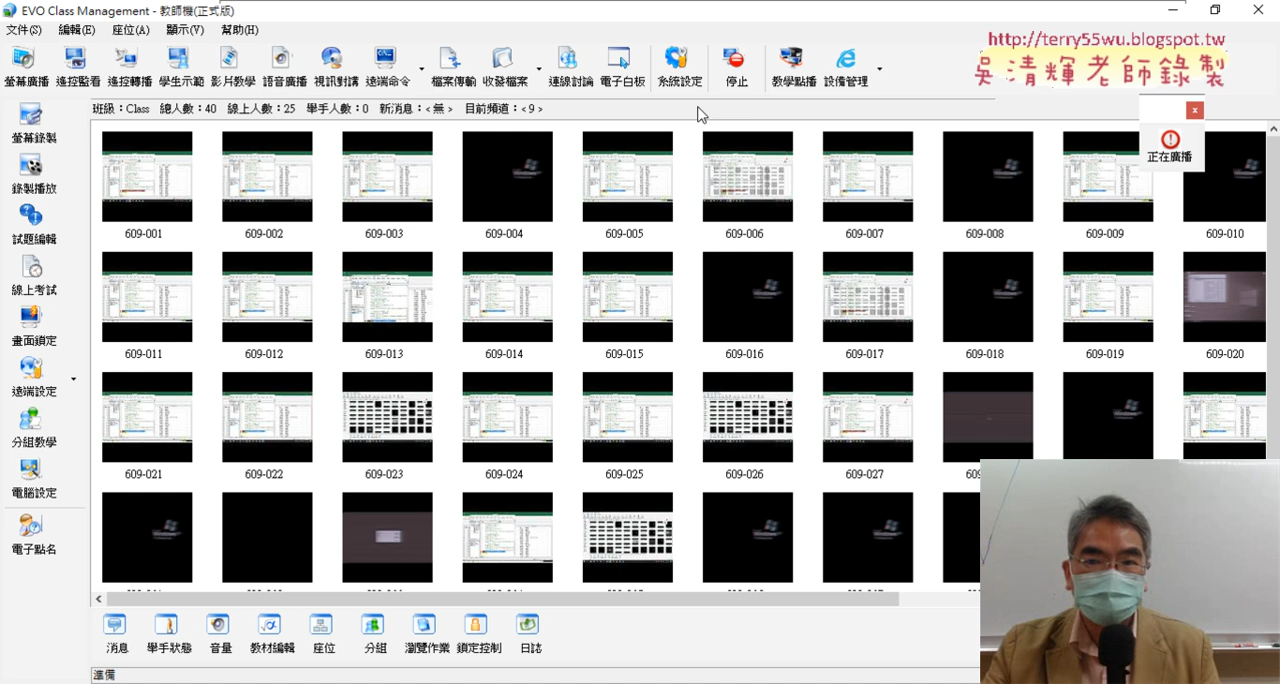 EVO Class Management - 教師機(正式版)
文件(S) 編輯(E) 座位(A) 顯示(V) 幫助(H)
http://terry55wu.blogspot.tw
吳清輝老師錄製
螢幕廣播 遙控監看 遙控轉播 學生示範 影片教學 語音廣播 視訊對講 遠端命令 檔案傳輸 收發檔案 連線討論 電子白板 系統設定 停止 教學點播 設備管理
班級：Class 總人數：40 線上人數：25 舉手人數：0 新消息：<無> 目前頻道：<9>
x
正在廣播
螢幕錄製
錄製播放
試題編輯
線上考試
畫面鎖定
遠端設定
分組教學
電腦設定
電子點名
609-001 609-002 609-003 609-004 609-005 609-006 609-007 609-008 609-009 609-010
609-011 609-012 609-013 609-014 609-015 609-016 609-017 609-018 609-019 609-020
609-021 609-022 609-023 609-024 609-025 609-026 609-027
消息 舉手狀態 音量 教材編輯 座位 分組 瀏覽作業 鎖定控制 日誌
準備